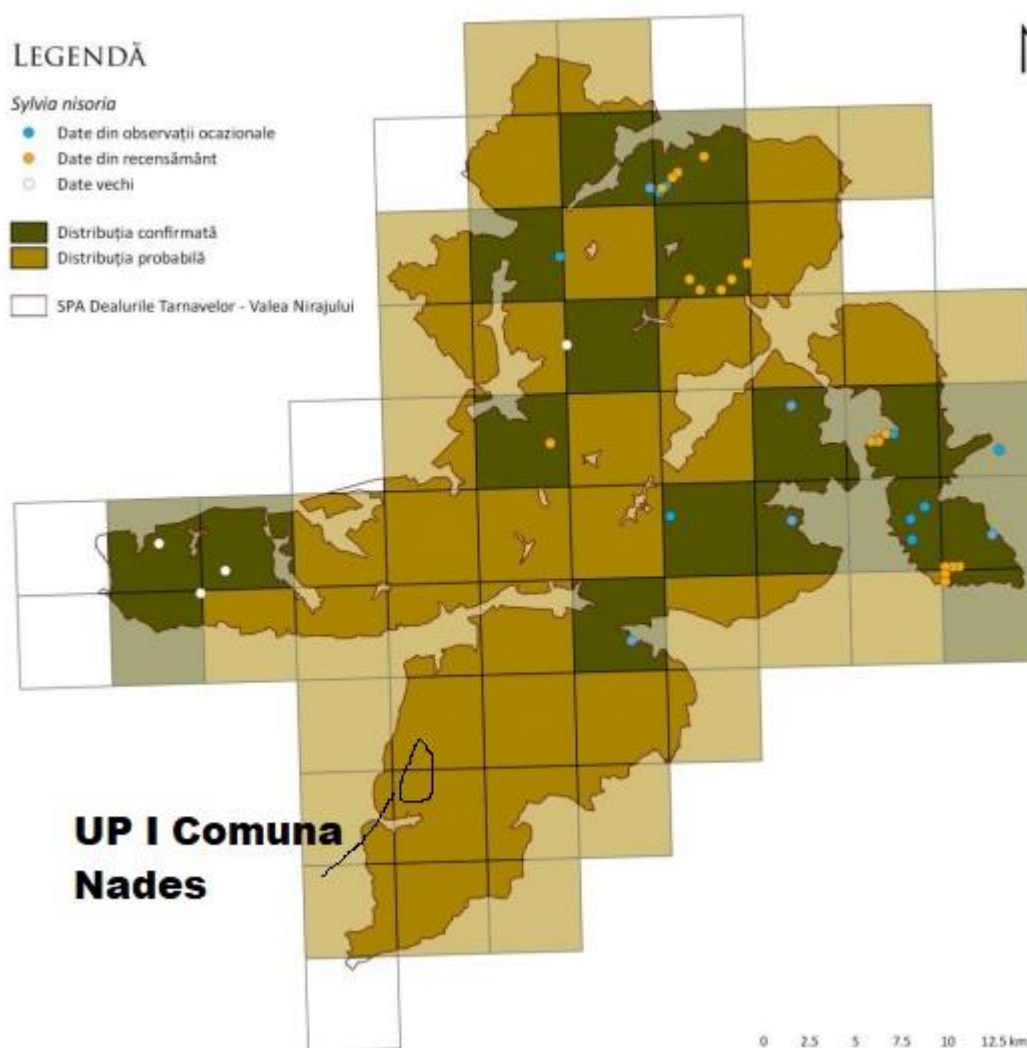 LEGENDĂ
Sylvia nisoria
Date din observații ocazionale
Date din recensământ
Date vechi
Distribuția confirmată
Distribuția probabilă
SPA Dealurile Tarnavelor - Valea Nirajului
UP I Comuna
Nades
0 2.5 5 7.5 10 12.5 km